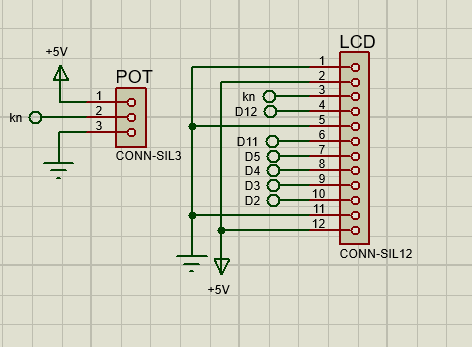 +5V
POT
kn
1
2
3
CONN-SIL3
LCD
1
2
kn 3
D12 4
5
D11 6
D5 7
D4 8
D3 9
D2 10
11
12
CONN-SIL12
+5V